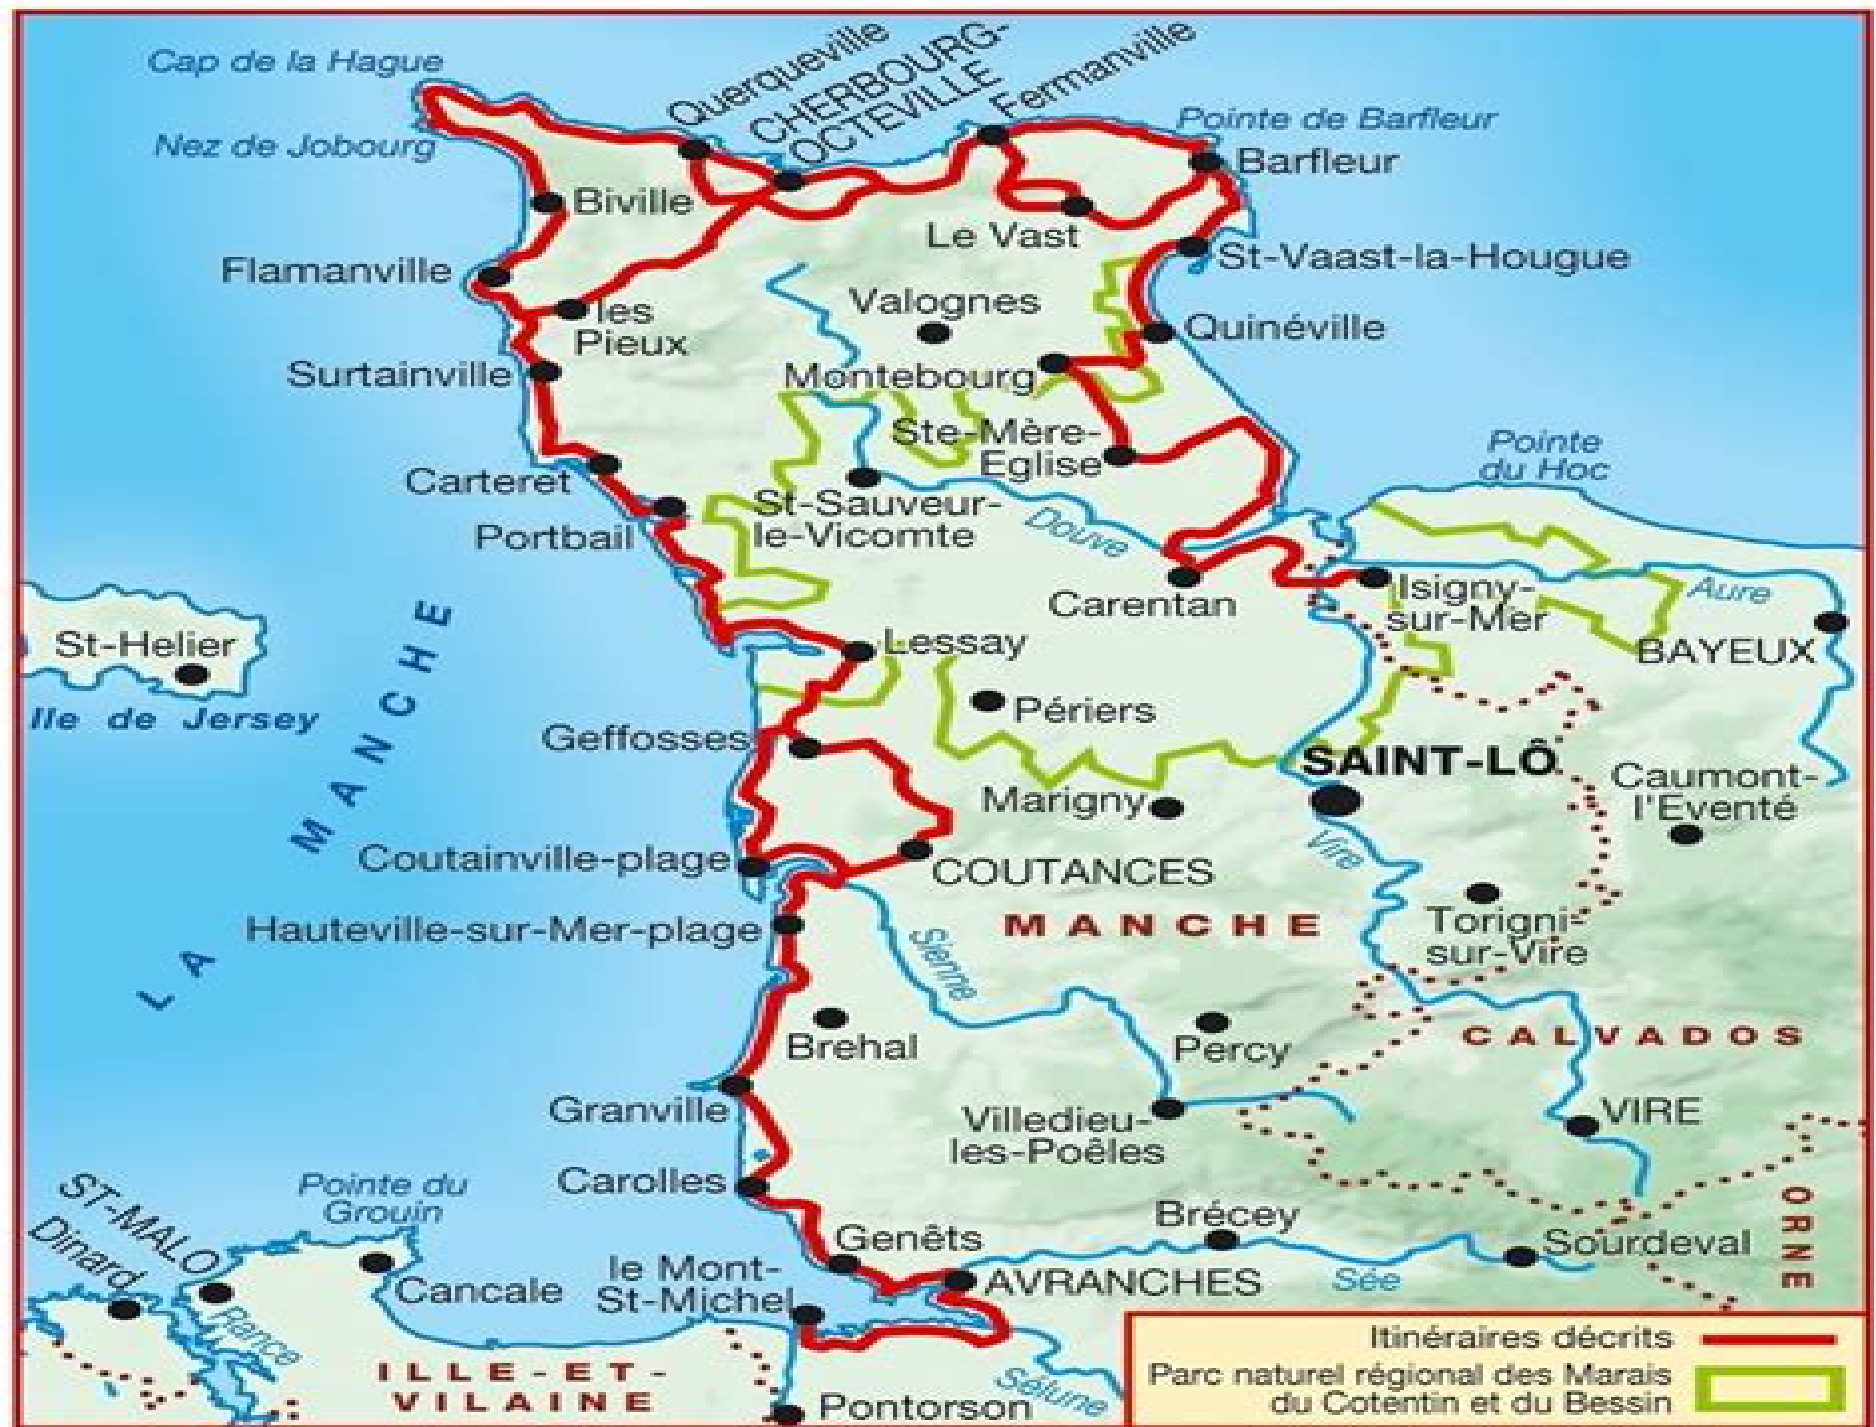 Cap de la Hague
Querqueville
CHERBOURG-
OCTEVILLE
Fermanville
Pointe de Barfleur
Nez de Jobourg
Barfleur
Biville
Le Vast
St-Vaast-la-Hougue
Flamanville
les
Pieux
Valognes
Quinéville
Surtainville
Montebourg
Ste-Mère-
Eglise
Pointe
du Hoc
Carteret
St-Sauveur-
le-Vicomte
Douve
Portbail
Carentan
Isigny-
sur-Mer
Aure
BAYEUX
St-Helier
Ile de Jersey
LA MANCHE
Lessay
Périers
Geffosses
SAINT-LÔ
Caumont-
l'Eventé
Marigny
Coutainville-plage
COUTANCES
Vire
Hauteville-sur-Mer-plage
MANCHE
Torigni-
sur-Vire
Sienne
Brehal
Percy
CALVADOS
Granville
Villedieu-
les-Poêles
VIRE
Carolles
Pointe du
Grouin
ST-MALO
Dinard
Genêts
Brécey
Sourdeval
ORNE
le Mont-
St-Michel
AVRANCHES
Sée
Cancale
Rance
ILLE-ET-
VILAINE
Sélune
Pontorson
Itinéraires décrits
Parc naturel régional des Marais
du Cotentin et du Bessin